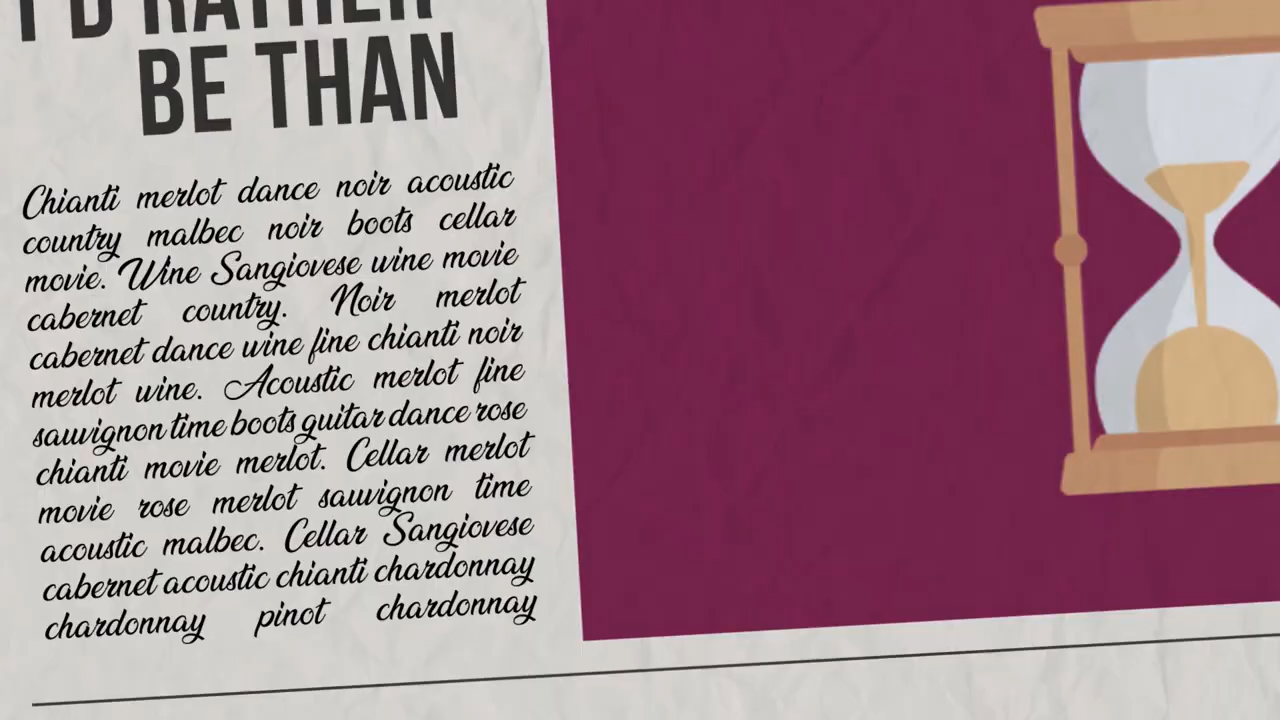 I'D RATHER
BE THAN
Chianti merlot dance noir acoustic
country malbec noir boots cellar
movie. Wine Sangiovese wine movie
cabernet country. Noir merlot
cabernet dance wine fine chianti noir
merlot wine. Acoustic merlot fine
sauvignon time boots guitar dance rose
chianti movie merlot. Cellar merlot
movie rose merlot sauvignon time
acoustic malbec. Cellar Sangiovese
cabernet acoustic chianti chardonnay
chardonnay pinot chardonnay